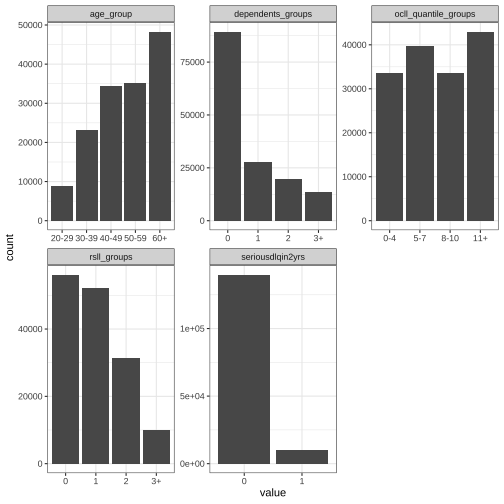 age_group
dependents_groups
ocll_quantile_groups
50000
40000
30000
20000
10000
0
20-29 30-39 40-49 50-59 60+
75000
50000
25000
0
0 1 2 3+
40000
30000
20000
10000
0
0-4 5-7 8-10 11+
count
rsll_groups
seriousdlqin2yrs
40000
20000
0
0 1 2 3+
1e+05
5e+04
0e+00
0 1
value